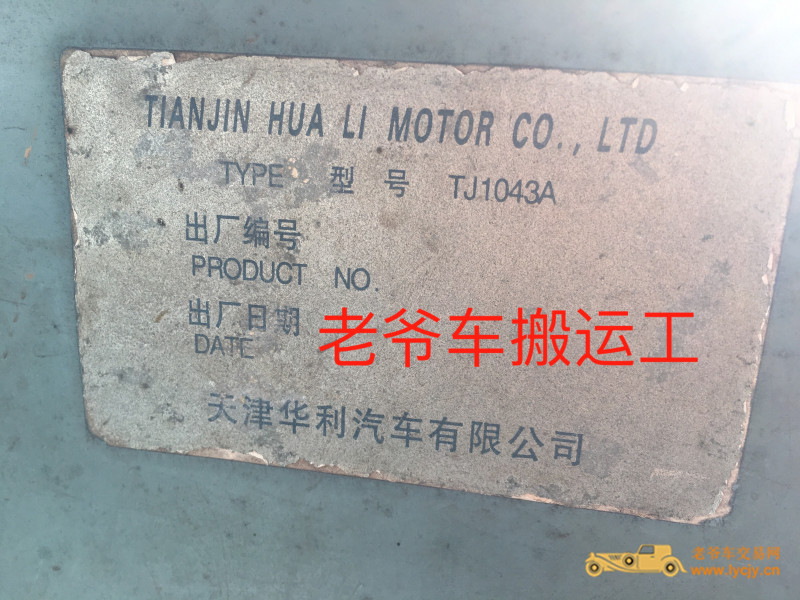 TIANJIN HUA LI MOTOR CO., LTD
TYPE 型号 TJ1043A
出厂编号
PRODUCT NO.
出厂日期
老爷车搬运工
DATE
天津华利汽车有限公司
老爷车交易网
www.lycjy.cn